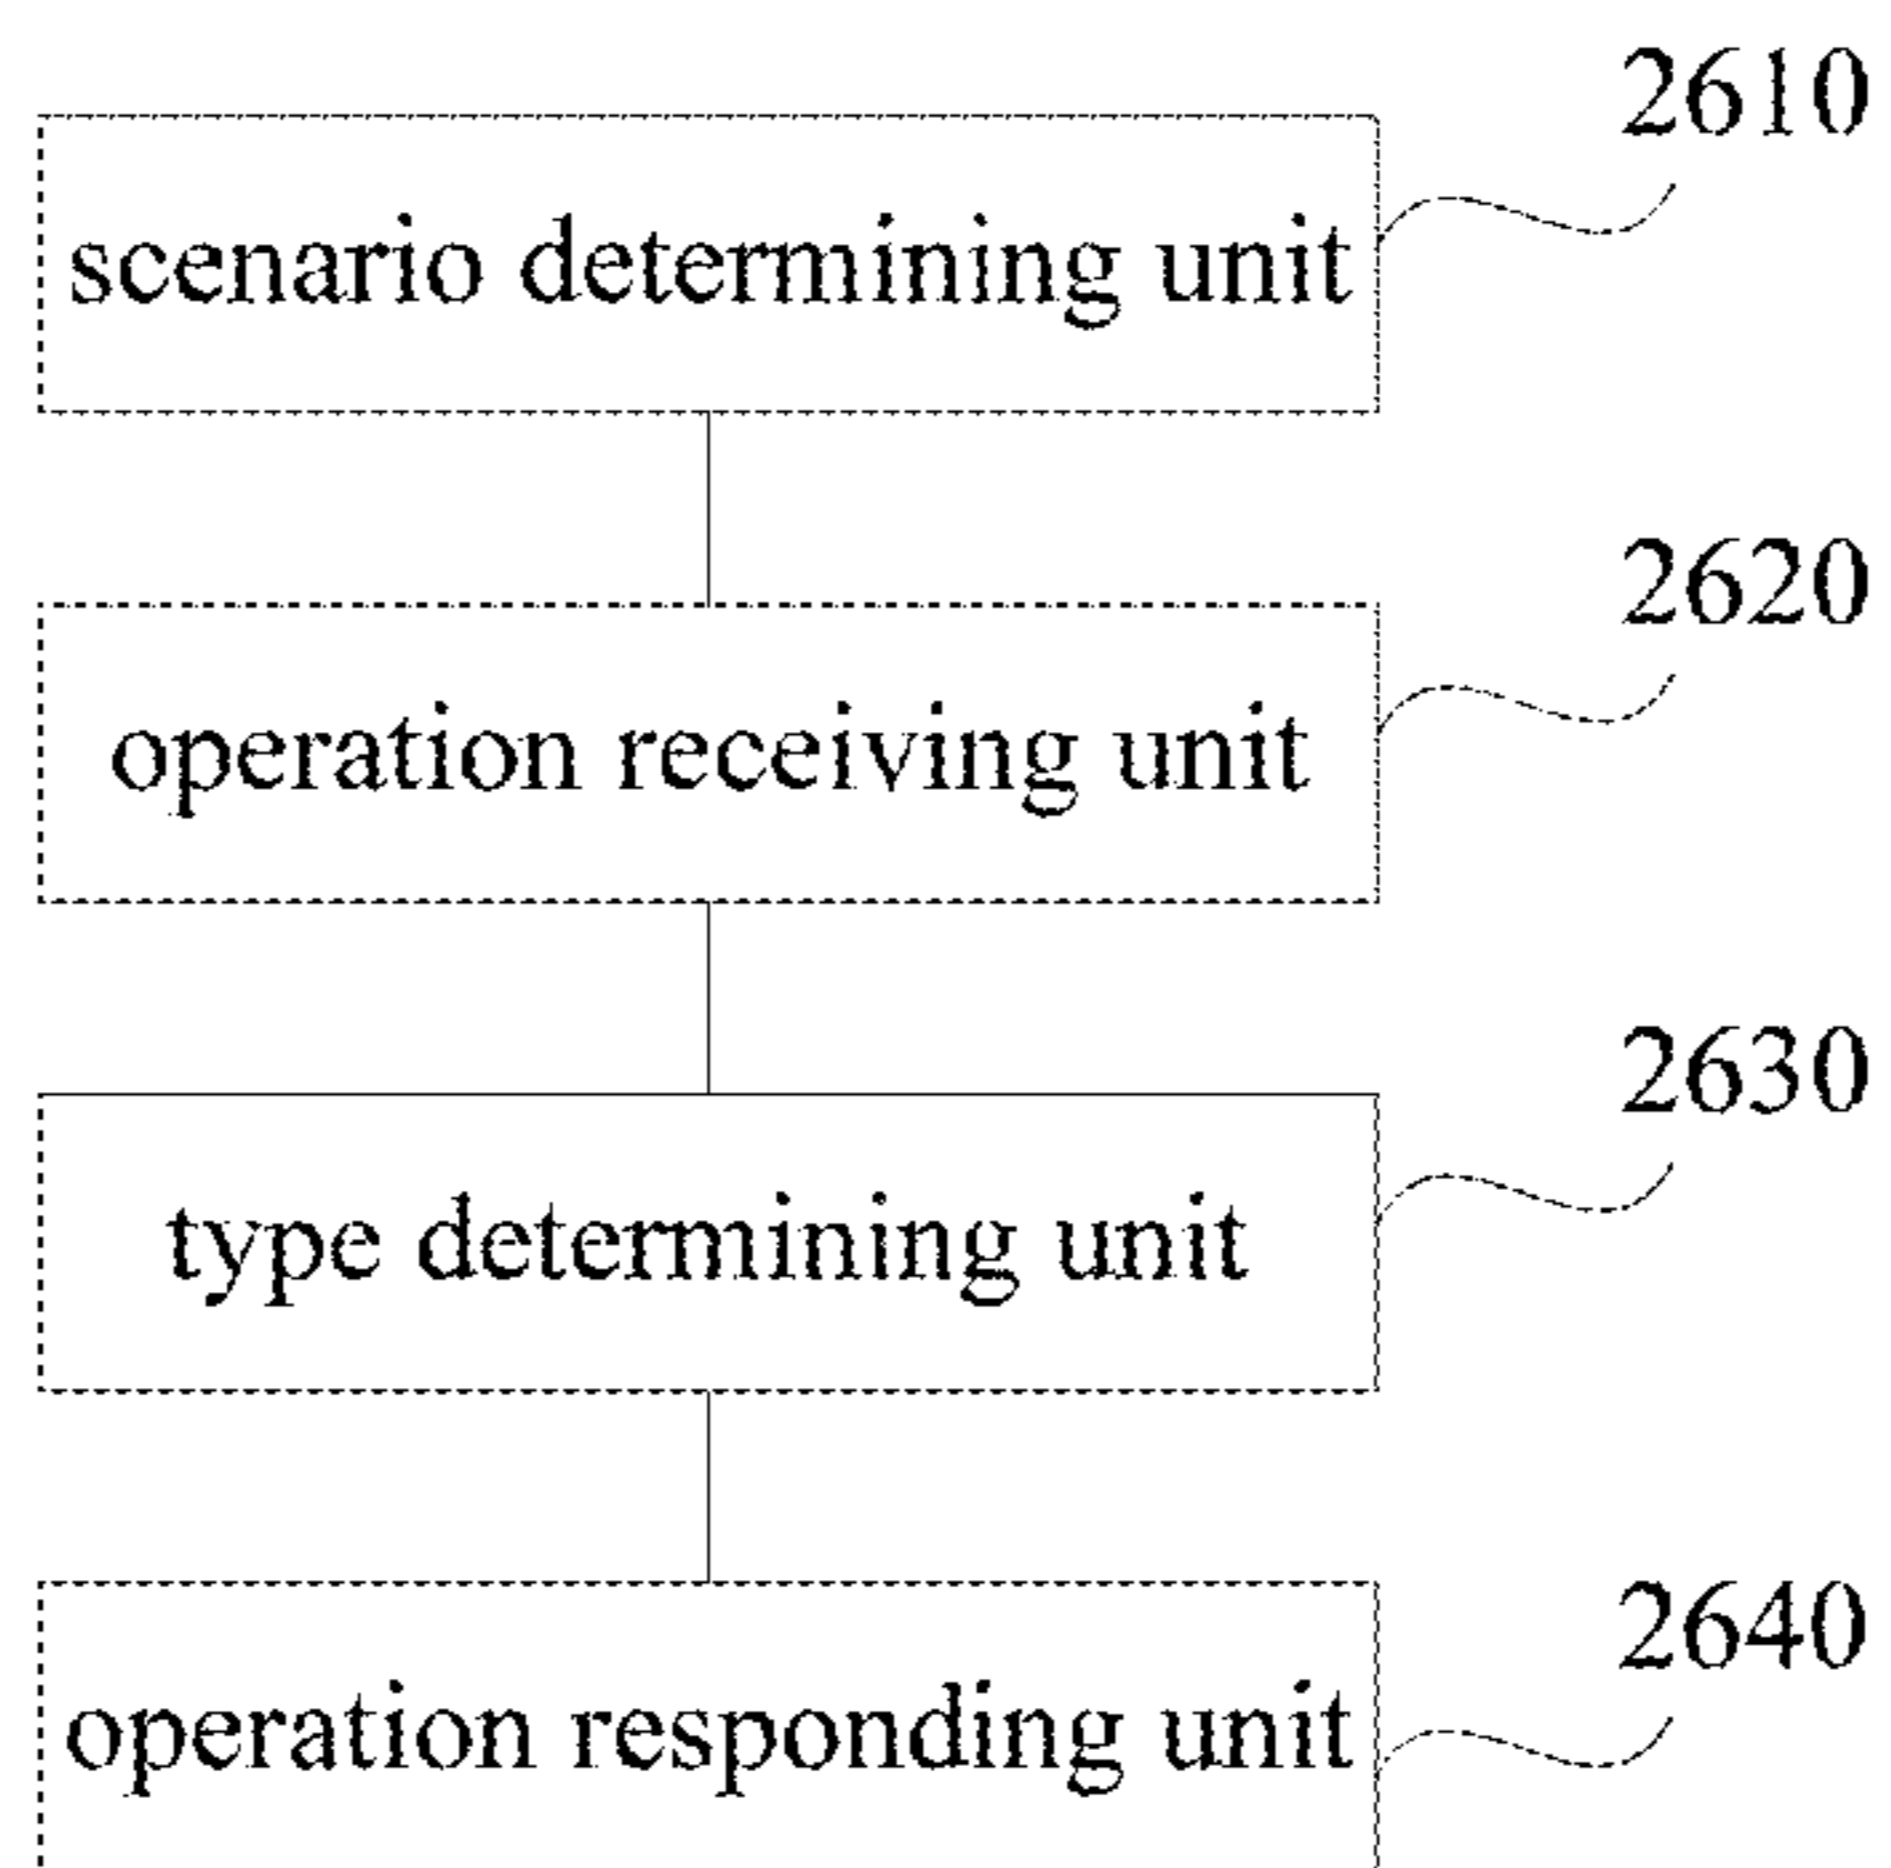 2610
scenario determining unit
2620
operation receiving unit
2630
type determining unit
2640
operation responding unit